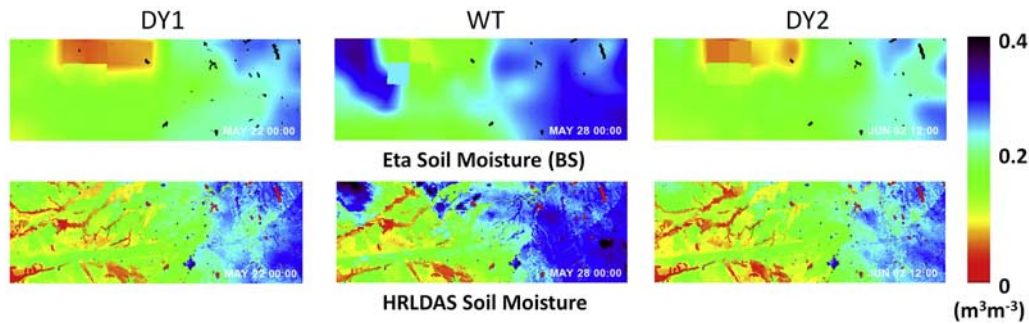 DY1 WT DY2
0.4
MAY 22 00:00 MAY 28 00:00 JUN 02 12:00
Eta Soil Moisture (BS)
0.2
MAY 22 00:00 MAY 28 00:00 JUN 02 12:00
0
HRLDAS Soil Moisture
(m³m⁻³)